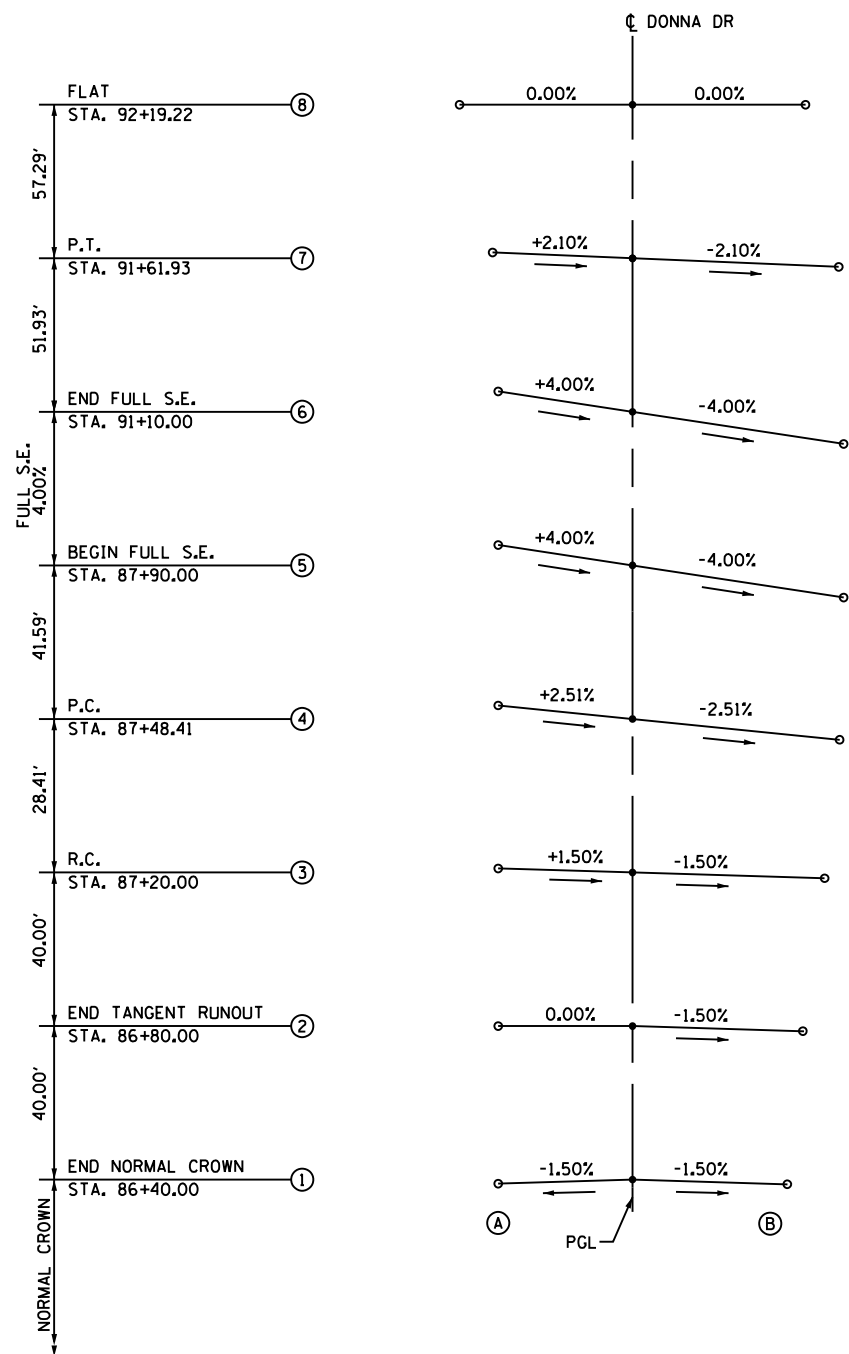 ℄ DONNA DR
FLAT
STA. 92+19.22
8
0.00%
0.00%
57.29'
P.T.
STA. 91+61.93
7
+2.10%
-2.10%
51.93'
END FULL S.E.
STA. 91+10.00
6
+4.00%
-4.00%
FULL S.E.
4.00%
BEGIN FULL S.E.
STA. 87+90.00
5
+4.00%
-4.00%
41.59'
P.C.
STA. 87+48.41
4
+2.51%
-2.51%
28.41'
R.C.
STA. 87+20.00
3
+1.50%
-1.50%
40.00'
END TANGENT RUNOUT
STA. 86+80.00
2
0.00%
-1.50%
40.00'
END NORMAL CROWN
STA. 86+40.00
1
-1.50%
-1.50%
A
B
PGL
NORMAL CROWN